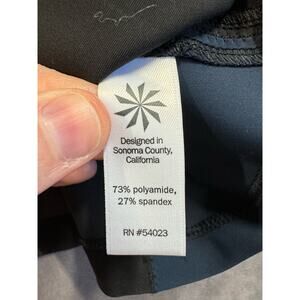 Designed in
Sonoma County,
California
73% polyamide,
27% spandex
RN #54023